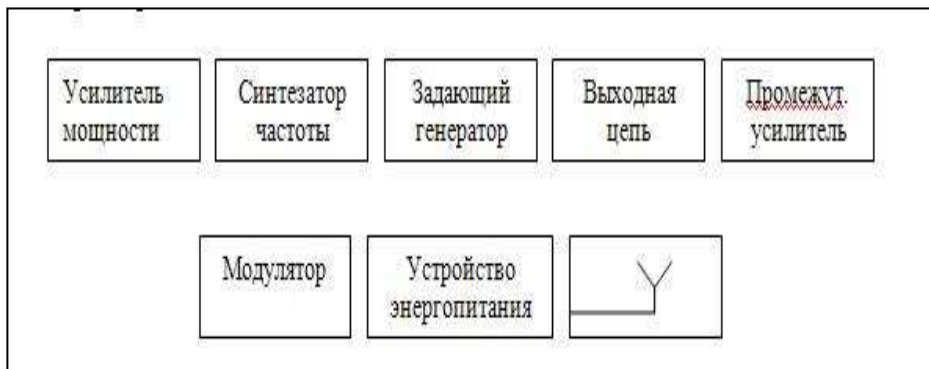 Усилитель
мощности
Синтезатор
частоты
Задающий
генератор
Выходная
цепь
Промежут.
усилитель
Модулятор
Устройство
энергопитания